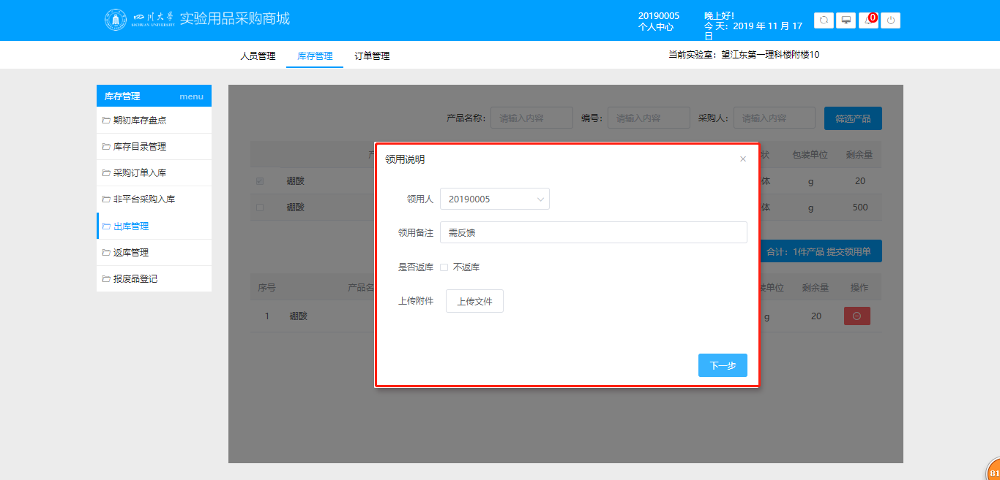 四川大学 实验用品采购商城
SICHUAN UNIVERSITY
20190005
个人中心
晚上好！
今 天：2019 年 11 月 17
日
0
人员管理 库存管理 订单管理
当前实验室：望江东第一理科楼附楼10
库存管理 menu
期初库存盘点
库存目录管理
采购订单入库
非平台采购入库
出库管理
返库管理
报废品登记
产品名称： 请输入内容 编号： 请输入内容 采购人： 请输入内容 筛选产品
产 状 包装单位 剩余量
硼酸 体 g 20
硼酸 体 g 500
领用说明
领用人 20190005
领用备注 需反馈
是否返库 不返库
上传附件 上传文件
下一步
合计：1件产品 提交领用单
序号 产品名 装单位 剩余量 操作
1 硼酸 g 20
81